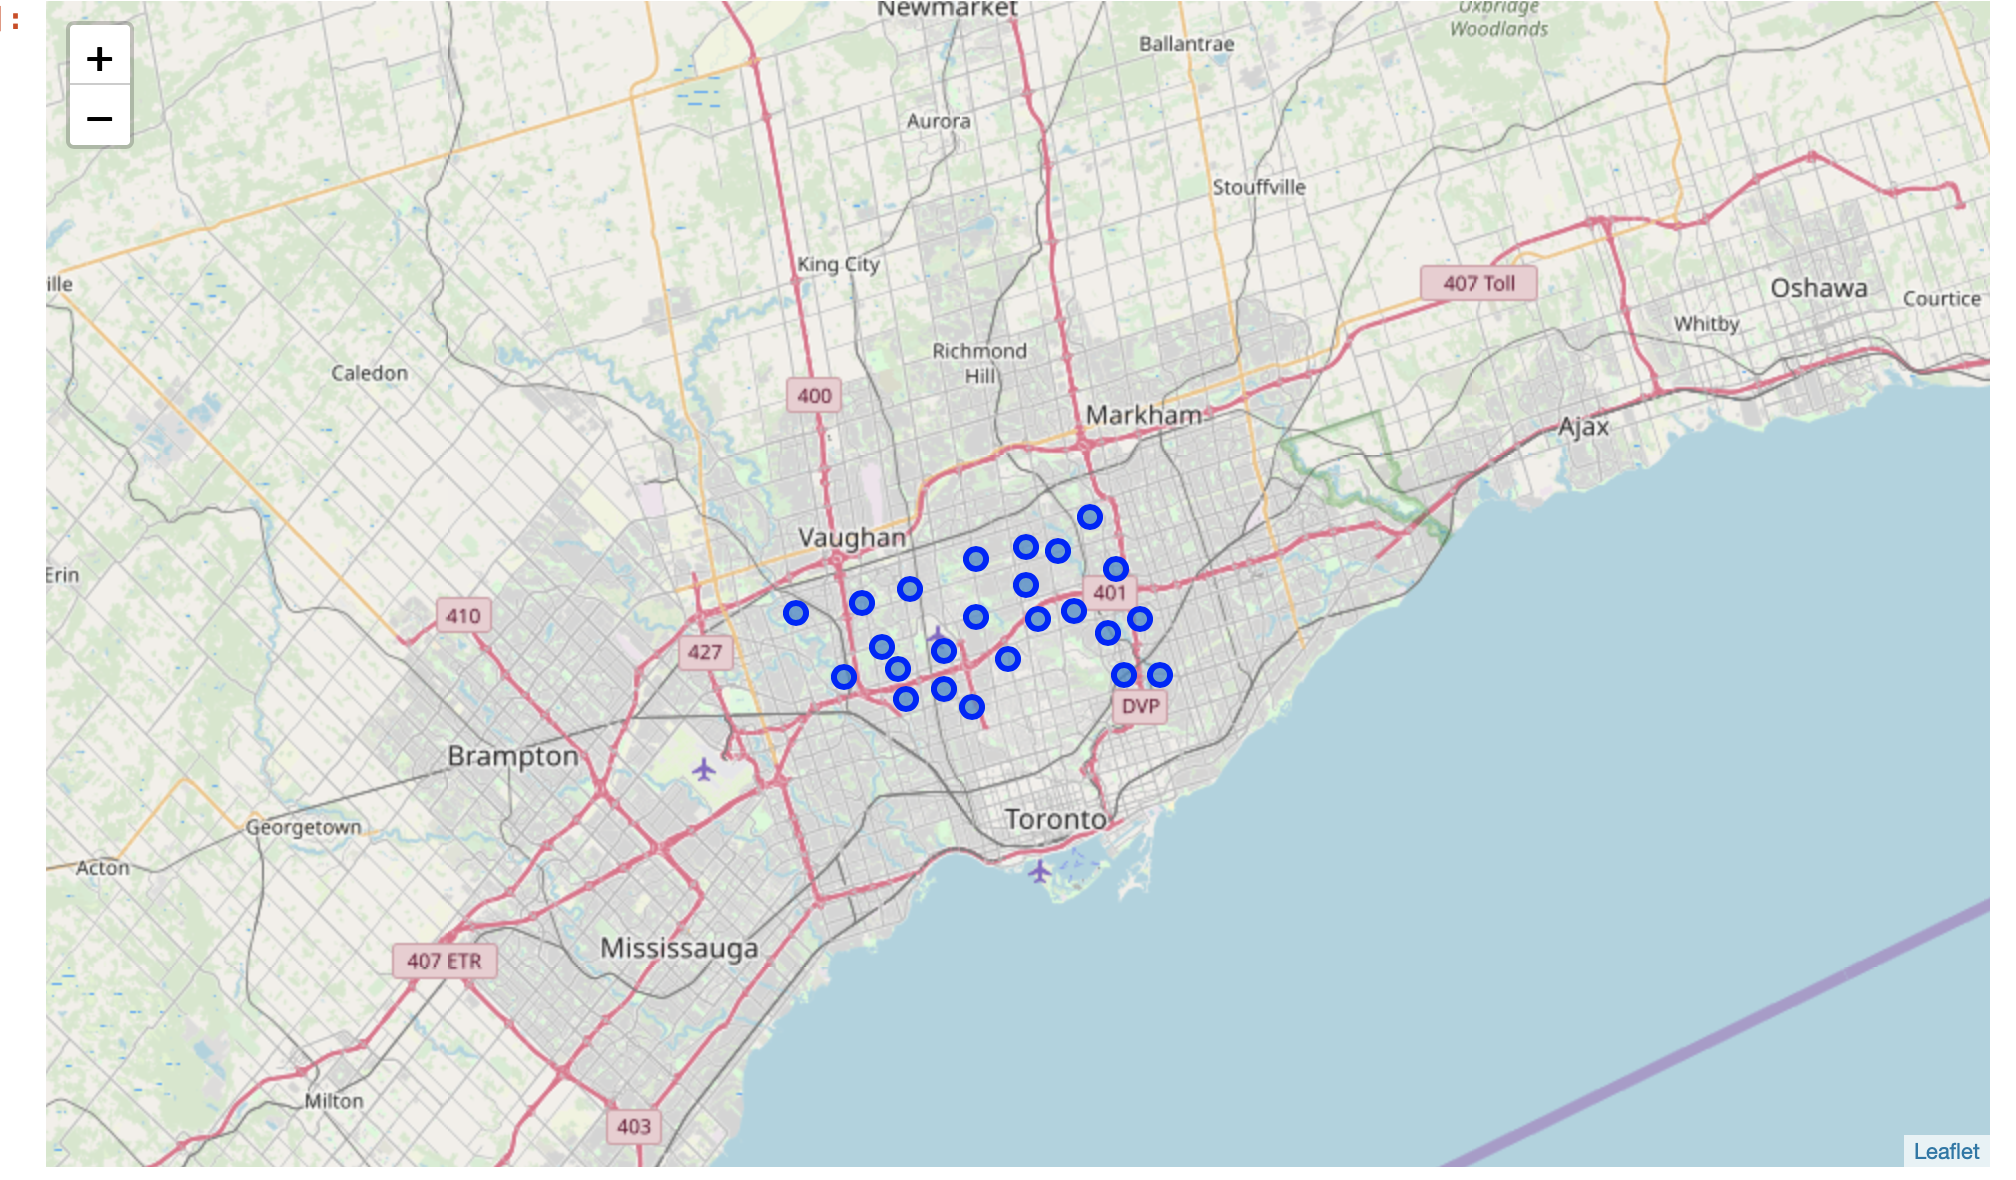 ]:
+
−
Newmarket
Uxbridge
Woodlands
Ballantrae
Aurora
Stouffville
King City
ille
407 Toll
Oshawa
Courtice
Whitby
Richmond
Hill
Caledon
400
Markham
Ajax
Vaughan
Erin
401
410
427
DVP
Brampton
Toronto
Georgetown
Acton
Mississauga
407 ETR
Milton
403
Leaflet